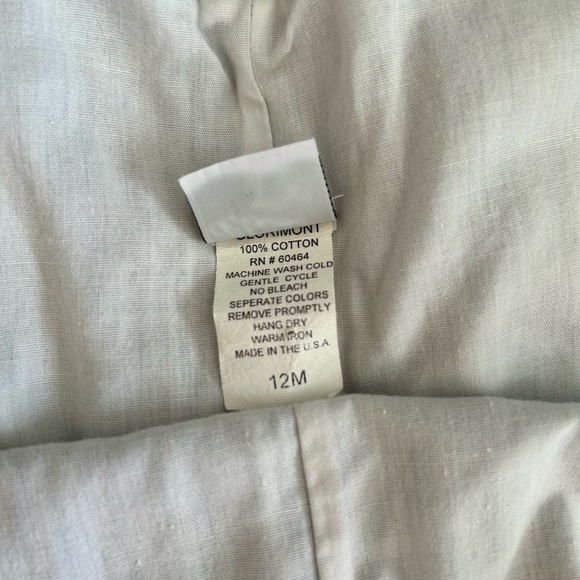 100% COTTON
RN # 60464
MACHINE WASH COLD
GENTLE CYCLE
NO BLEACH
SEPERATE COLORS
REMOVE PROMPTLY
HANG DRY
WARM IRON
MADE IN THE U.S.A
12M